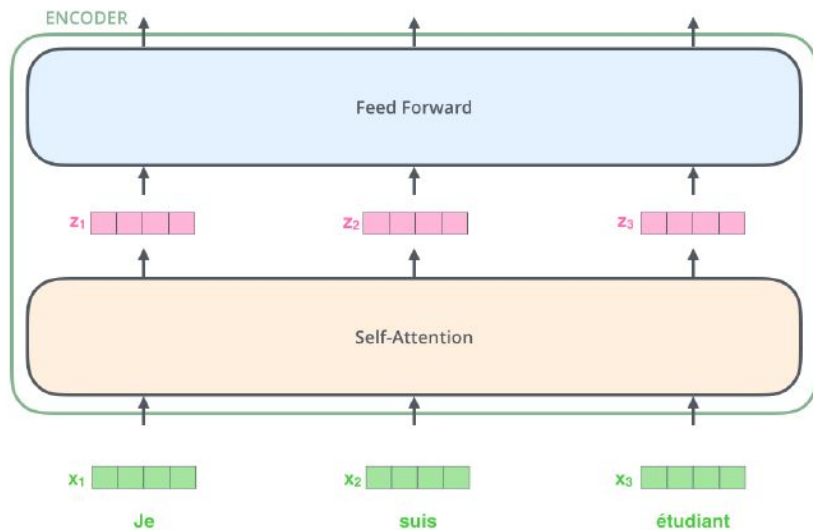 ENCODER
Feed Forward
z₁ z₂ z₃
Self-Attention
x₁ x₂ x₃
Je suis étudiant